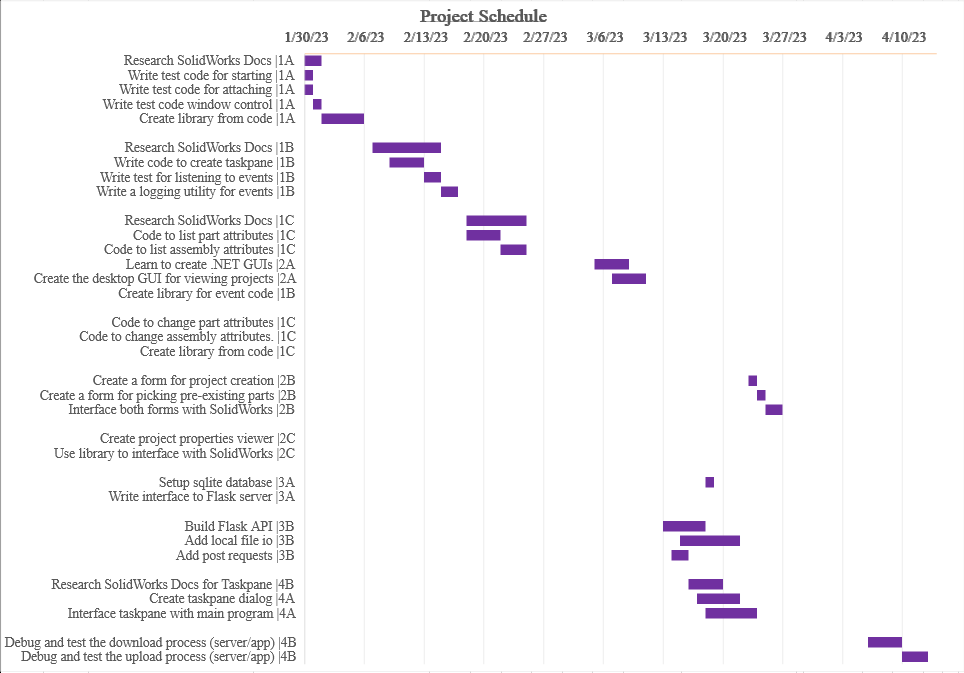 Project Schedule
1/30/23 2/6/23 2/13/23 2/20/23 2/27/23 3/6/23 3/13/23 3/20/23 3/27/23 4/3/23 4/10/23
Research SolidWorks Docs |1A
Write test code for starting |1A
Write test code for attaching |1A
Write test code window control |1A
Create library from code |1A
Research SolidWorks Docs |1B
Write code to create taskpane |1B
Write test for listening to events |1B
Write a logging utility for events |1B
Research SolidWorks Docs |1C
Code to list part attributes |1C
Code to list assembly attributes |1C
Learn to create .NET GUIs |2A
Create the desktop GUI for viewing projects |2A
Create library for event code |1B
Code to change part attributes |1C
Code to change assembly attributes. |1C
Create library from code |1C
Create a form for project creation |2B
Create a form for picking pre-existing parts |2B
Interface both forms with SolidWorks |2B
Create project properties viewer |2C
Use library to interface with SolidWorks |2C
Setup sqlite database |3A
Write interface to Flask server |3A
Build Flask API |3B
Add local file io |3B
Add post requests |3B
Research SolidWorks Docs for Taskpane |4B
Create taskpane dialog |4A
Interface taskpane with main program |4A
Debug and test the download process (server/app) |4B
Debug and test the upload process (server/app) |4B